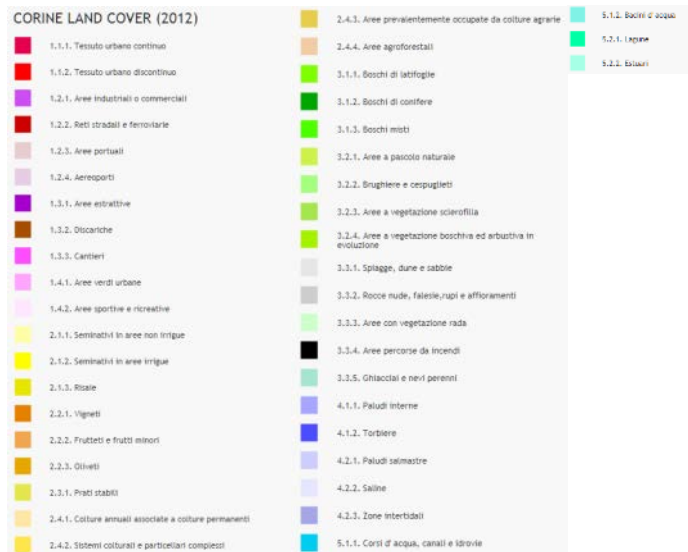 CORINE LAND COVER (2012)
1.1.1. Tessuto urbano continuo
1.1.2. Tessuto urbano discontinuo
1.2.1. Aree industriali o commerciali
1.2.2. Reti stradali e ferroviarie
1.2.3. Aree portuali
1.2.4. Aereoporti
1.3.1. Aree estrattive
1.3.2. Discariche
1.3.3. Cantieri
1.4.1. Aree verdi urbane
1.4.2. Aree sportive e ricreative
2.1.1. Seminativi in aree non irrigue
2.1.2. Seminativi in aree irrigue
2.1.3. Risaie
2.2.1. Vigneti
2.2.2. Frutteti e frutti minori
2.2.3. Oliveti
2.3.1. Prati stabili
2.4.1. Colture annuali associate a colture permanenti
2.4.2. Sistemi colturali e particellari complessi
2.4.3. Aree prevalentemente occupate da colture agrarie
2.4.4. Aree agroforestali
3.1.1. Boschi di latifoglie
3.1.2. Boschi di conifere
3.1.3. Boschi misti
3.2.1. Aree a pascolo naturale
3.2.2. Brughiere e cespuglieti
3.2.3. Aree a vegetazione sclerofilla
3.2.4. Aree a vegetazione boschiva ed arbustiva in
evoluzione
3.3.1. Spiagge, dune e sabbie
3.3.2. Rocce nude, falesie,rupi e affioramenti
3.3.3. Aree con vegetazione rada
3.3.4. Aree percorse da incendi
3.3.5. Ghiacciai e nevi perenni
4.1.1. Paludi interne
4.1.2. Torbiere
4.2.1. Paludi salmastre
4.2.2. Saline
4.2.3. Zone intertidali
5.1.1. Corsi d'acqua, canali e idrovie
5.1.2. Bacini d'acqua
5.2.1. Lagune
5.2.2. Estuari